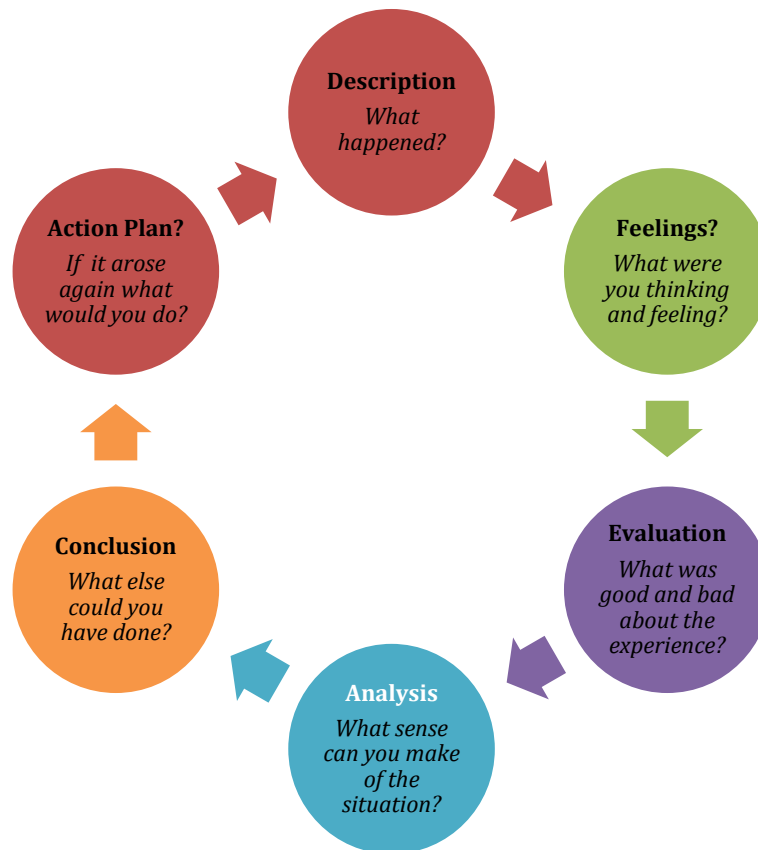 Description
What
happened?
Feelings?
What were
you thinking
and feeling?
Evaluation
What was
good and bad
about the
experience?
Analysis
What sense
can you make
of the
situation?
Conclusion
What else
could you
have done?
Action Plan?
If it arose
again what
would you do?